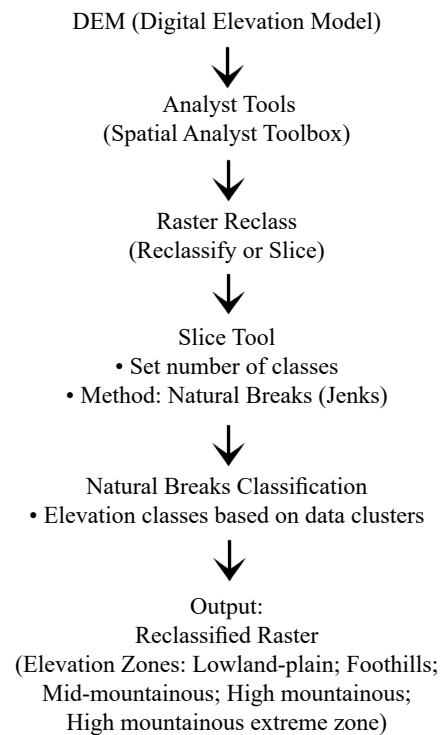 DEM (Digital Elevation Model)
Analyst Tools
(Spatial Analyst Toolbox)
Raster Reclass
(Reclassify or Slice)
Slice Tool
• Set number of classes
• Method: Natural Breaks (Jenks)
Natural Breaks Classification
• Elevation classes based on data clusters
Output:
Reclassified Raster
(Elevation Zones: Lowland-plain; Foothills;
Mid-mountainous; High mountainous;
High mountainous extreme zone)